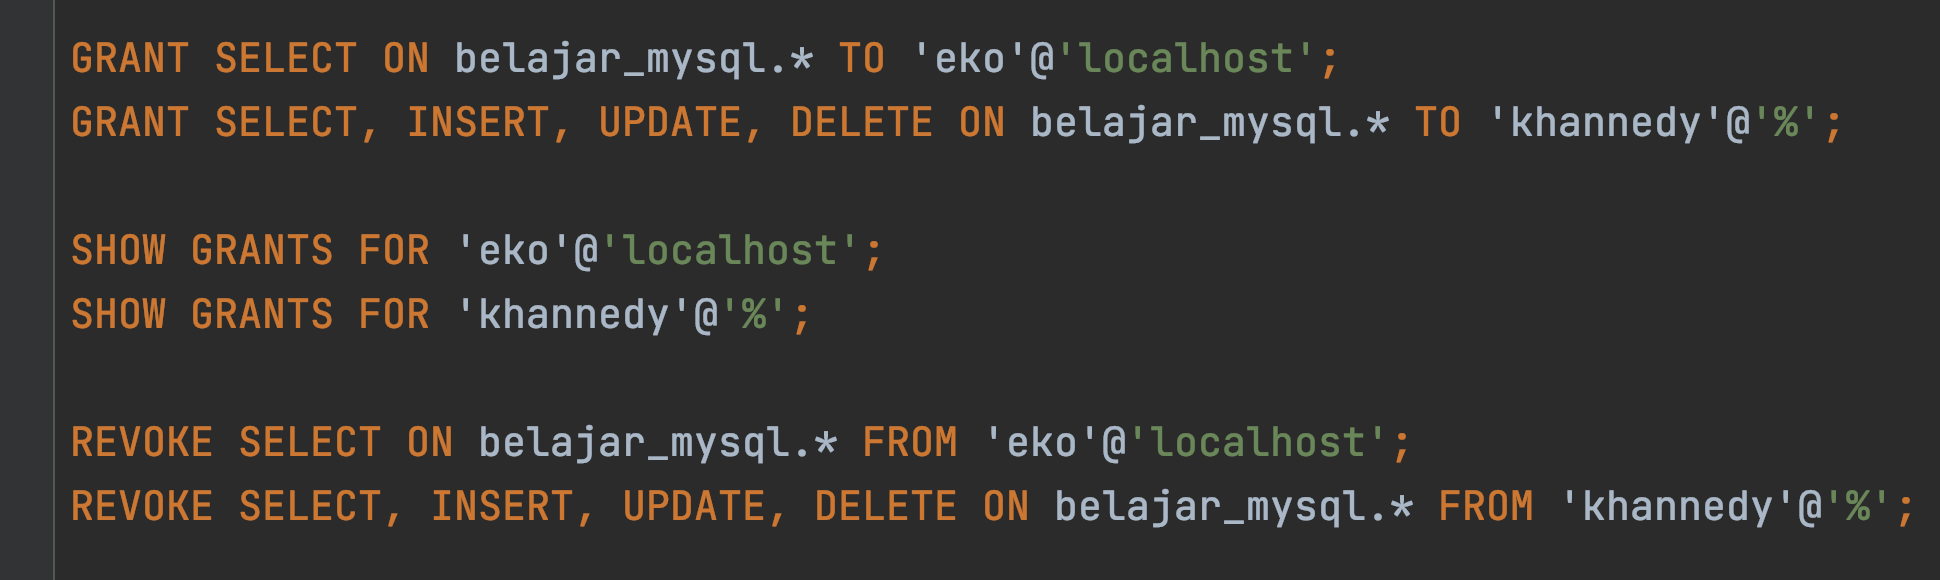 GRANT SELECT ON belajar_mysql.* TO 'eko'@'localhost';
GRANT SELECT, INSERT, UPDATE, DELETE ON belajar_mysql.* TO 'khannedy'@'%';
SHOW GRANTS FOR 'eko'@'localhost';
SHOW GRANTS FOR 'khannedy'@'%';
REVOKE SELECT ON belajar_mysql.* FROM 'eko'@'localhost';
REVOKE SELECT, INSERT, UPDATE, DELETE ON belajar_mysql.* FROM 'khannedy'@'%';